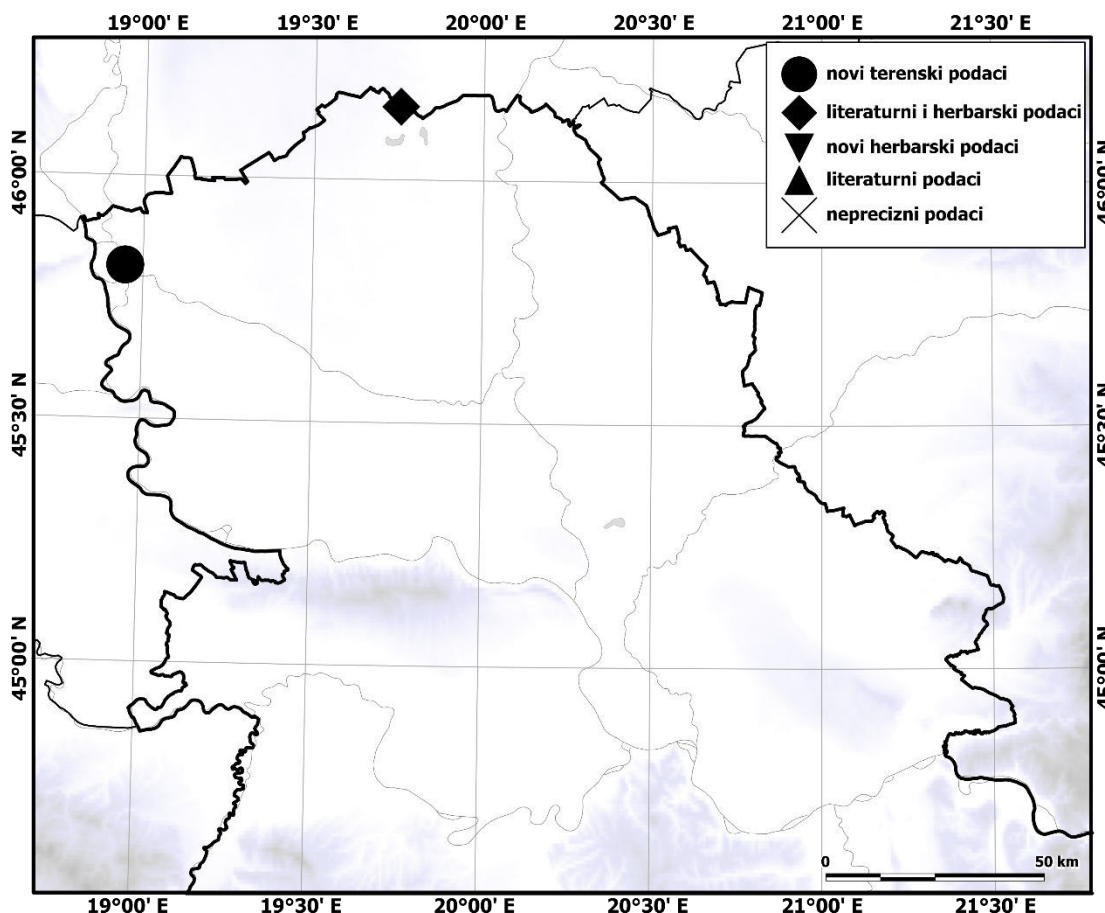 19°00' E 19°30' E 20°00' E 20°30' E 21°00' E 21°30' E
novi terenski podaci
literaturni i herbarski podaci
novi herbarski podaci
literaturni podaci
neprecizni podaci
46°00' N 46°00' N
45°30' N 45°30' N
45°00' N 45°00' N
0 50 km
19°00' E 19°30' E 20°00' E 20°30' E 21°00' E 21°30' E